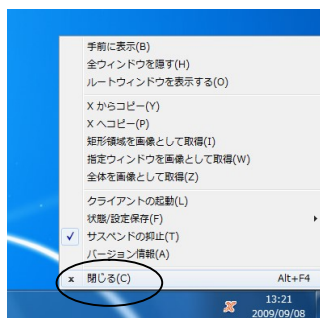 手前に表示(B)
全ウィンドウを隠す(H)
ルートウィンドウを表示する(O)
X からコピー(Y)
X へコピー(P)
矩形領域を画像として取得(I)
指定ウィンドウを画像として取得(W)
全体を画像として取得(Z)
クライアントの起動(L)
状態/設定保存(F)
サスペンドの抑止(T)
バージョン情報(A)
x 閉じる(C) Alt+F4
13:21
2009/09/08